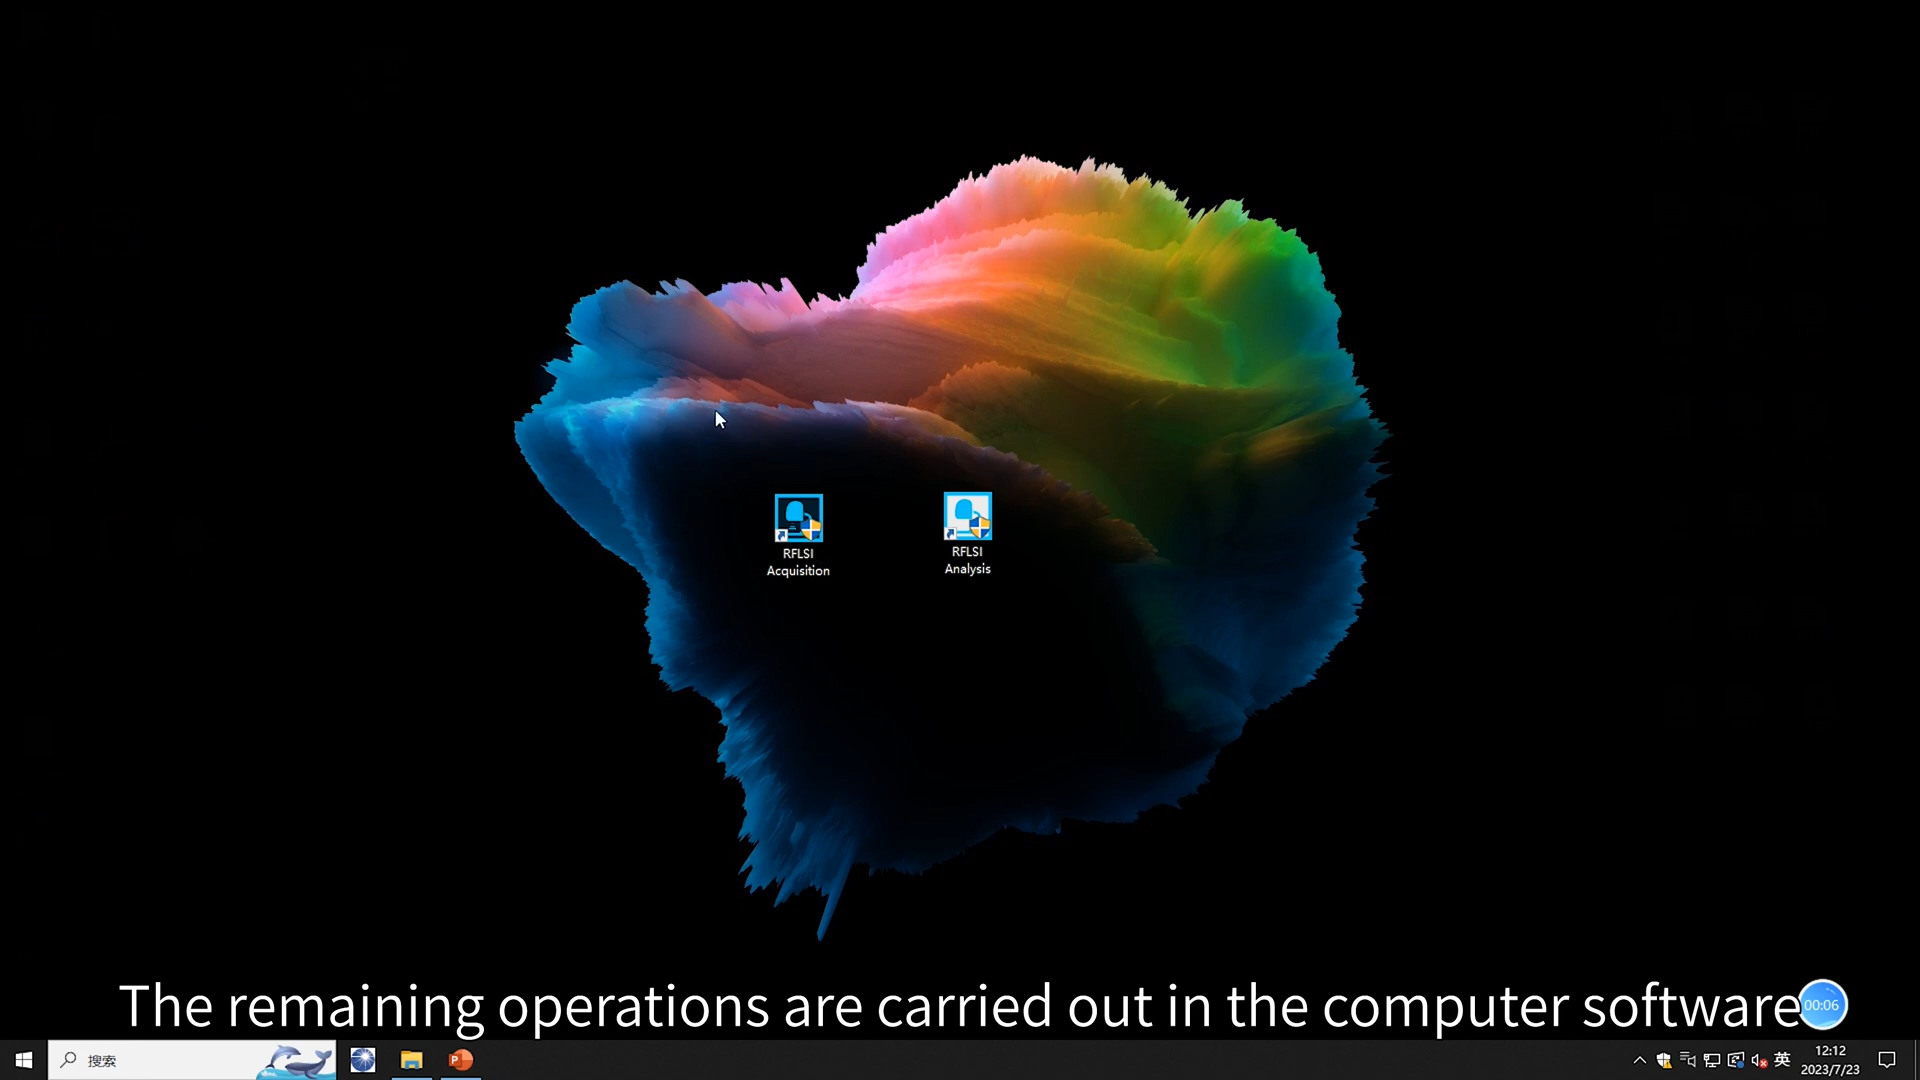 RFLSI
Acquisition
RFLSI
Analysis
The remaining operations are carried out in the computer software
00:06
搜索
P
英
12:12
2023/7/23